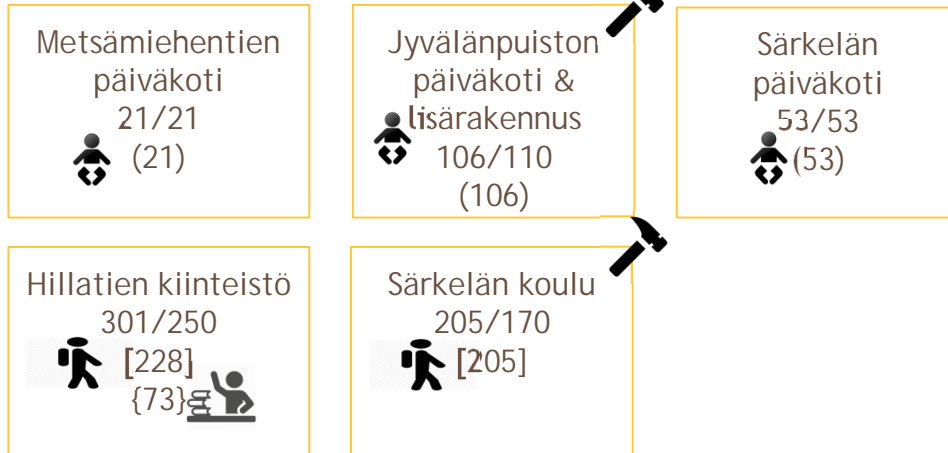 Metsämiehentien
päiväkoti
21/21
(21)
Jyvälänpuiston
päiväkoti &
lisärakennus
106/110
(106)
Särkelän
päiväkoti
53/53
(53)
Hillatien kiinteistö
301/250
[228]
{73}
Särkelän koulu
205/170
[205]